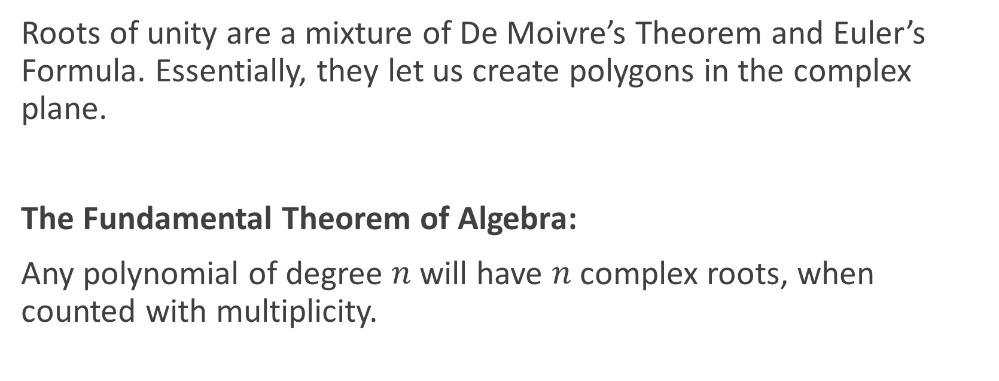 Roots of unity are a mixture of De Moivre’s Theorem and Euler’s
Formula. Essentially, they let us create polygons in the complex
plane.
The Fundamental Theorem of Algebra:
Any polynomial of degree n will have n complex roots, when
counted with multiplicity.